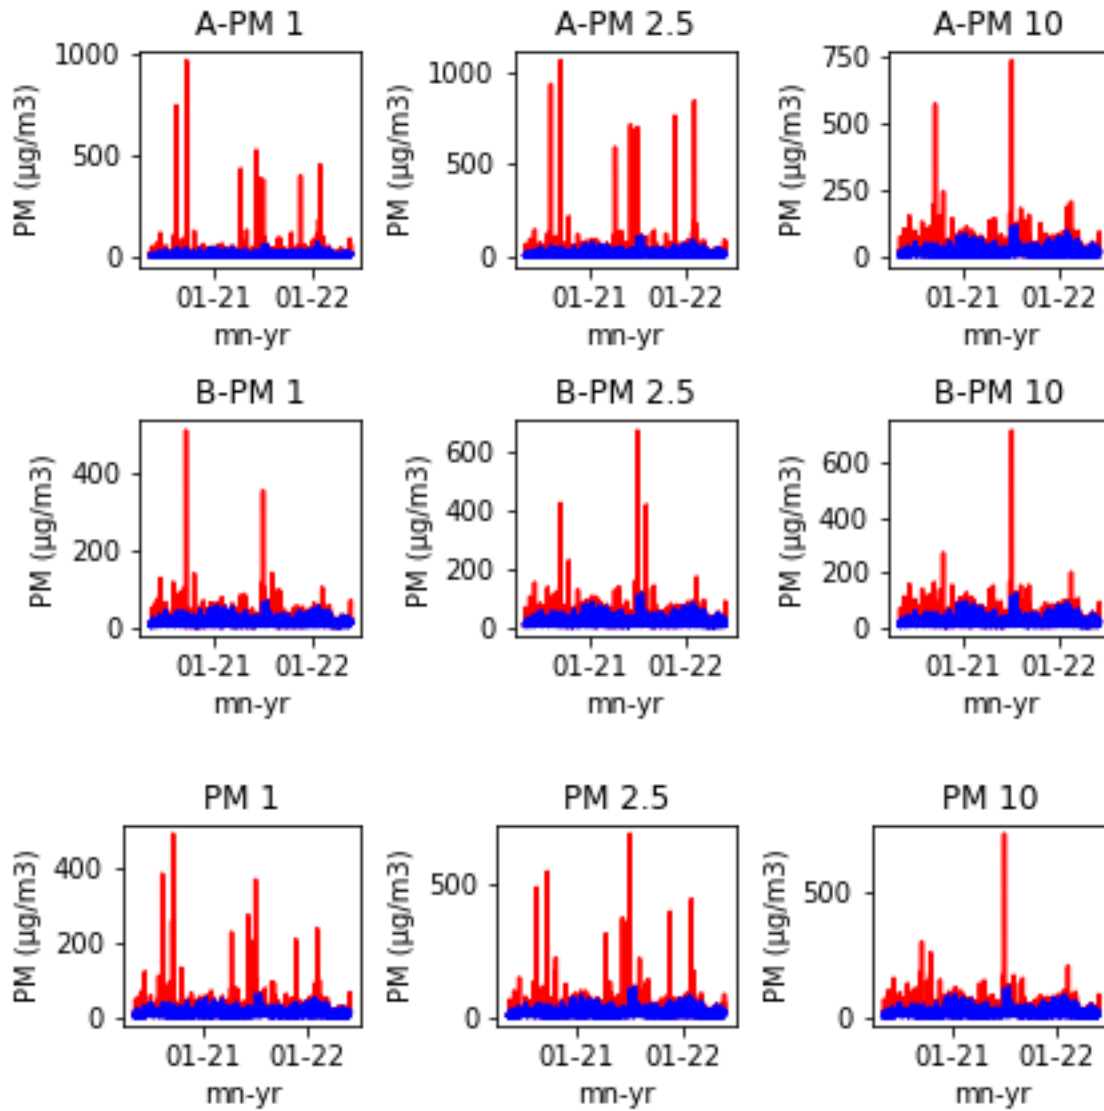 A-PM 1 A-PM 2.5 A-PM 10
PM (μg/m3) 1000 500 0 PM (μg/m3) 1000 500 0 PM (μg/m3) 750 500 250 0
01-21 01-22 01-21 01-22 01-21 01-22
mn-yr mn-yr mn-yr
B-PM 1 B-PM 2.5 B-PM 10
PM (μg/m3) 400 200 0 PM (μg/m3) 600 400 200 0 PM (μg/m3) 600 400 200 0
01-21 01-22 01-21 01-22 01-21 01-22
mn-yr mn-yr mn-yr
PM 1 PM 2.5 PM 10
PM (μg/m3) 400 200 0 PM (μg/m3) 500 0 PM (μg/m3) 500 0
01-21 01-22 01-21 01-22 01-21 01-22
mn-yr mn-yr mn-yr